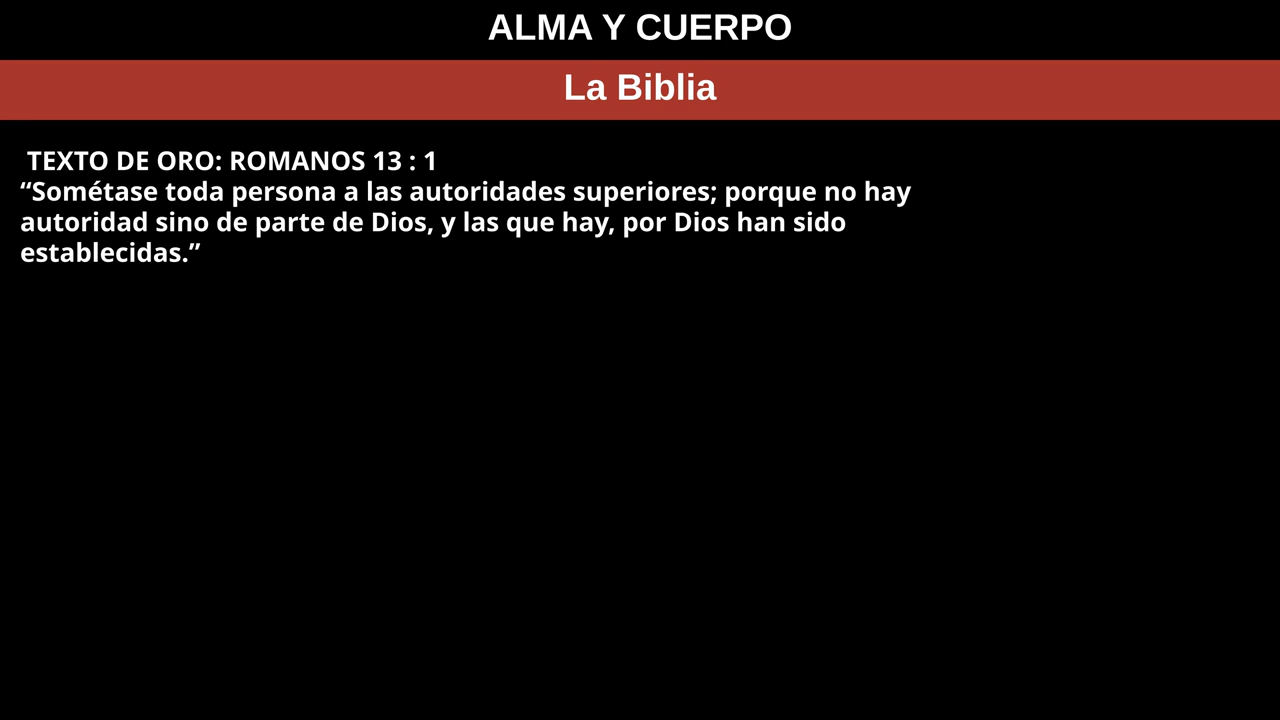 ALMA Y CUERPO
La Biblia
TEXTO DE ORO: ROMANOS 13 : 1
“Sométase toda persona a las autoridades superiores; porque no hay
autoridad sino de parte de Dios, y las que hay, por Dios han sido
establecidas.”